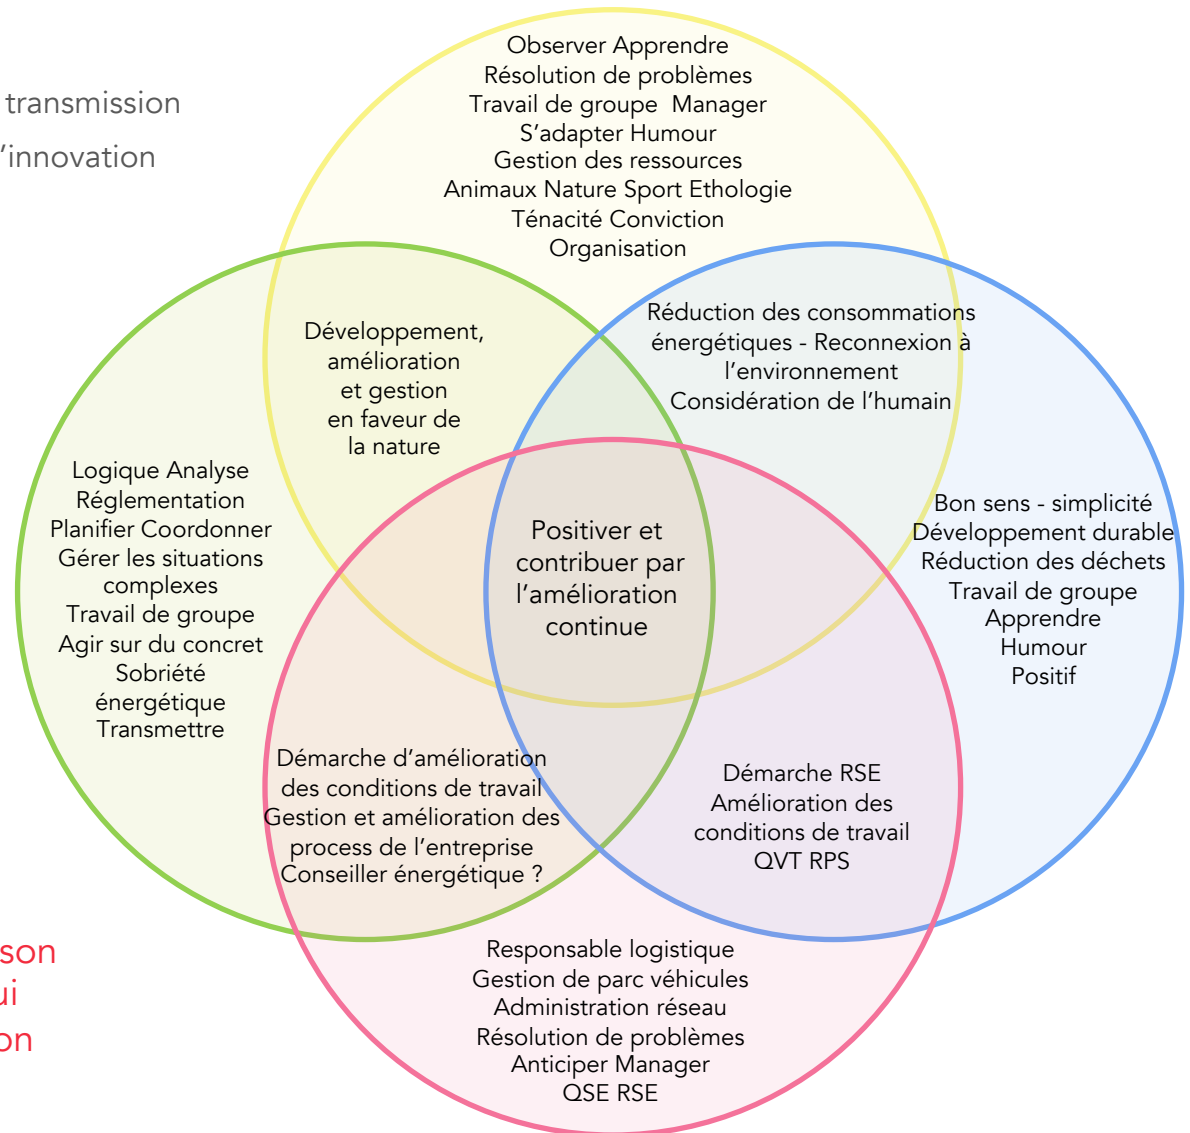 transmission
'innovation
Observer Apprendre
Résolution de problèmes
Travail de groupe  Manager
S'adapter Humour
Gestion des ressources
Animaux Nature Sport Ethologie
Ténacité Conviction
Organisation
Développement,
amélioration
et gestion
en faveur de
la nature
Réduction des consommations
énergétiques - Reconnexion à
l'environnement
Considération de l'humain
Logique Analyse
Réglementation
Planifier Coordonner
Gérer les situations
complexes
Travail de groupe
Agir sur du concret
Sobriété
énergétique
Transmettre
Positiver et
contribuer par
l'amélioration
continue
Bon sens - simplicité
Développement durable
Réduction des déchets
Travail de groupe
Apprendre
Humour
Positif
Démarche d'amélioration
des conditions de travail
Gestion et amélioration des
process de l'entreprise
Conseiller énergétique ?
Démarche RSE
Amélioration des
conditions de travail
QVT RPS
son
ui
on
Responsable logistique
Gestion de parc véhicules
Administration réseau
Résolution de problèmes
Anticiper Manager
QSE RSE